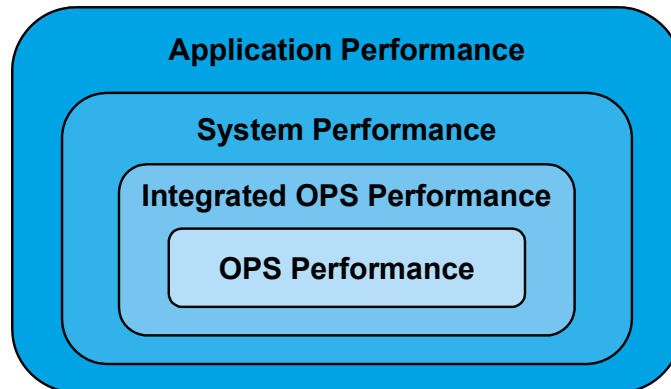 Application Performance
System Performance
Integrated OPS Performance
OPS Performance